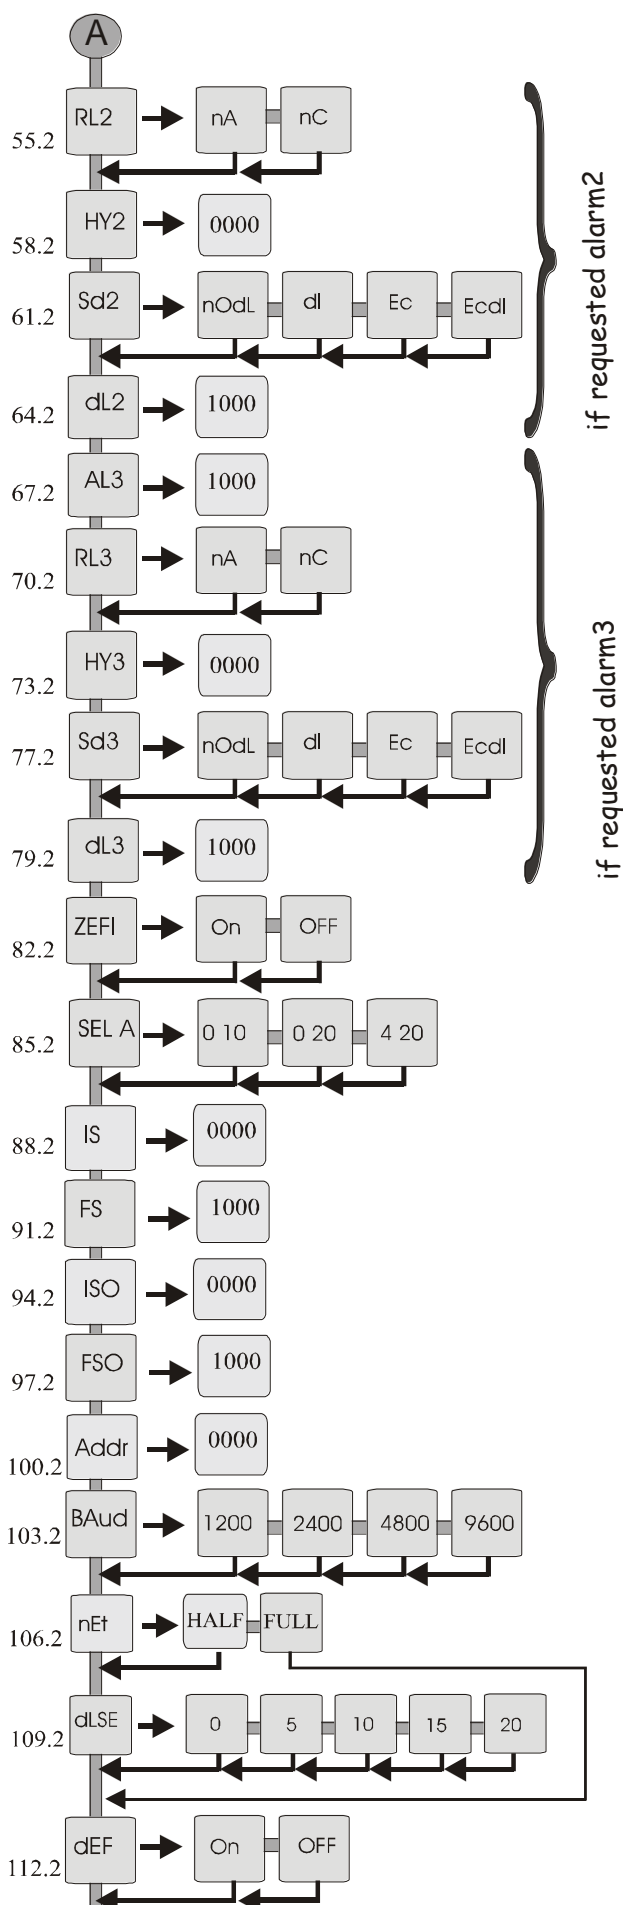 A
RL2 nA nC
55.2
HY2 0000
58.2
Sd2 nOdL dI Ec EcdI
61.2
dL2 1000
64.2
if requested alarm2
AL3 1000
67.2
RL3 nA nC
70.2
HY3 0000
73.2
Sd3 nOdL dI Ec EcdI
77.2
dL3 1000
79.2
if requested alarm3
ZEFI On OFF
82.2
SEL A 0 10 0 20 4 20
85.2
IS 0000
88.2
FS 1000
91.2
ISO 0000
94.2
FSO 1000
97.2
Addr 0000
100.2
BAud 1200 2400 4800 9600
103.2
nEt HALF FULL
106.2
dLSE 0 5 10 15 20
109.2
dEF On OFF
112.2